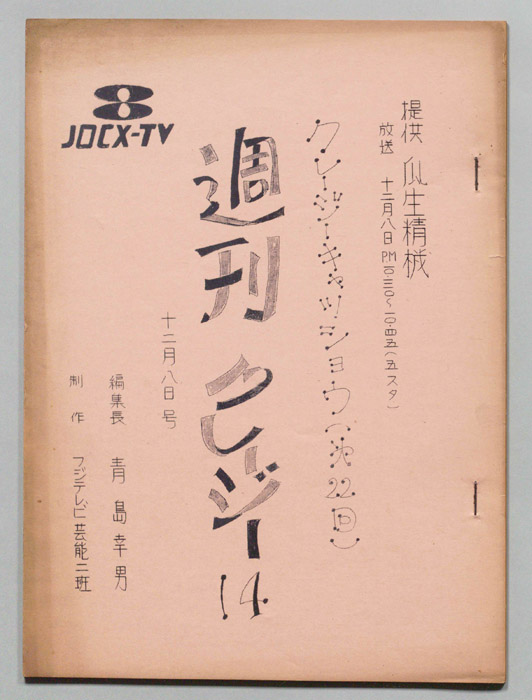 JOCX-TV
提供 瓜生精機
放送 十二月八日 PM一〇・三〇〜一〇・四五(五スタ)
クレージーキャッツショウ(第22回)
週刊クレージー14
十二月八日号
編集長 青島幸男
制作 フジテレビ芸能二班